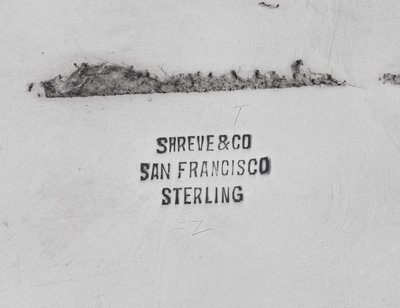 SHREVE & CO
SAN FRANCISCO
STERLING